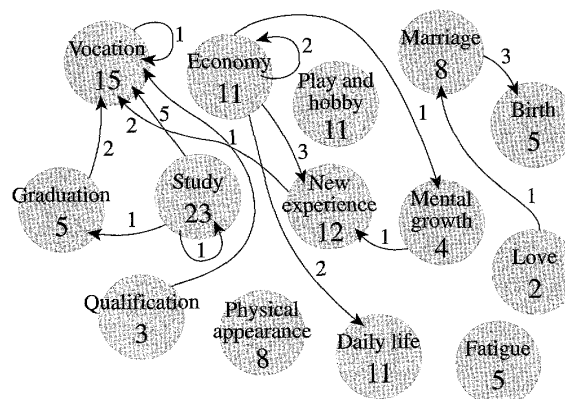 Vocation
15
1
Economy
11
2
Play and
hobby
11
Marriage
8
3
Birth
5
1
2
5
2
1
3
Graduation
5
1
Study
23
1
New
experience
12
1
Mental
growth
4
1
Love
2
Qualification
3
Physical
appearance
8
2
Daily life
11
Fatigue
5